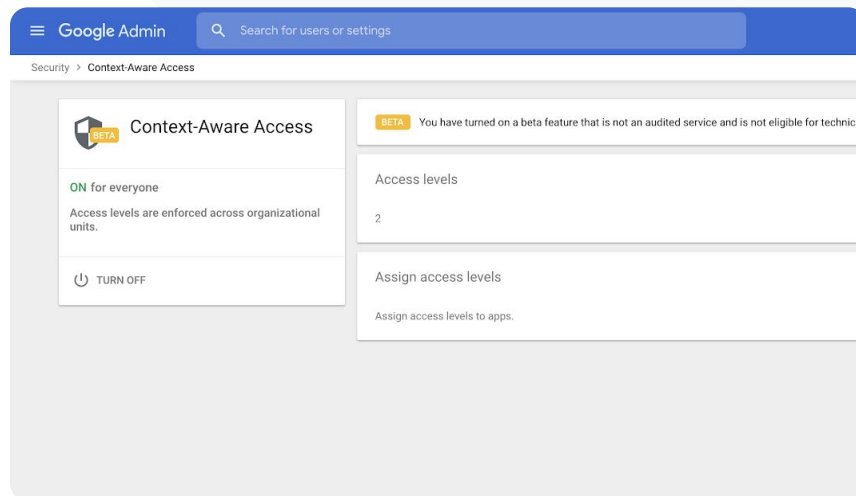 Google Admin
Search for users or settings
Security > Context-Aware Access
BETA
Context-Aware Access
ON for everyone
Access levels are enforced across organizational
units.
TURN OFF
BETA You have turned on a beta feature that is not an audited service and is not eligible for technic
Access levels
2
Assign access levels
Assign access levels to apps.